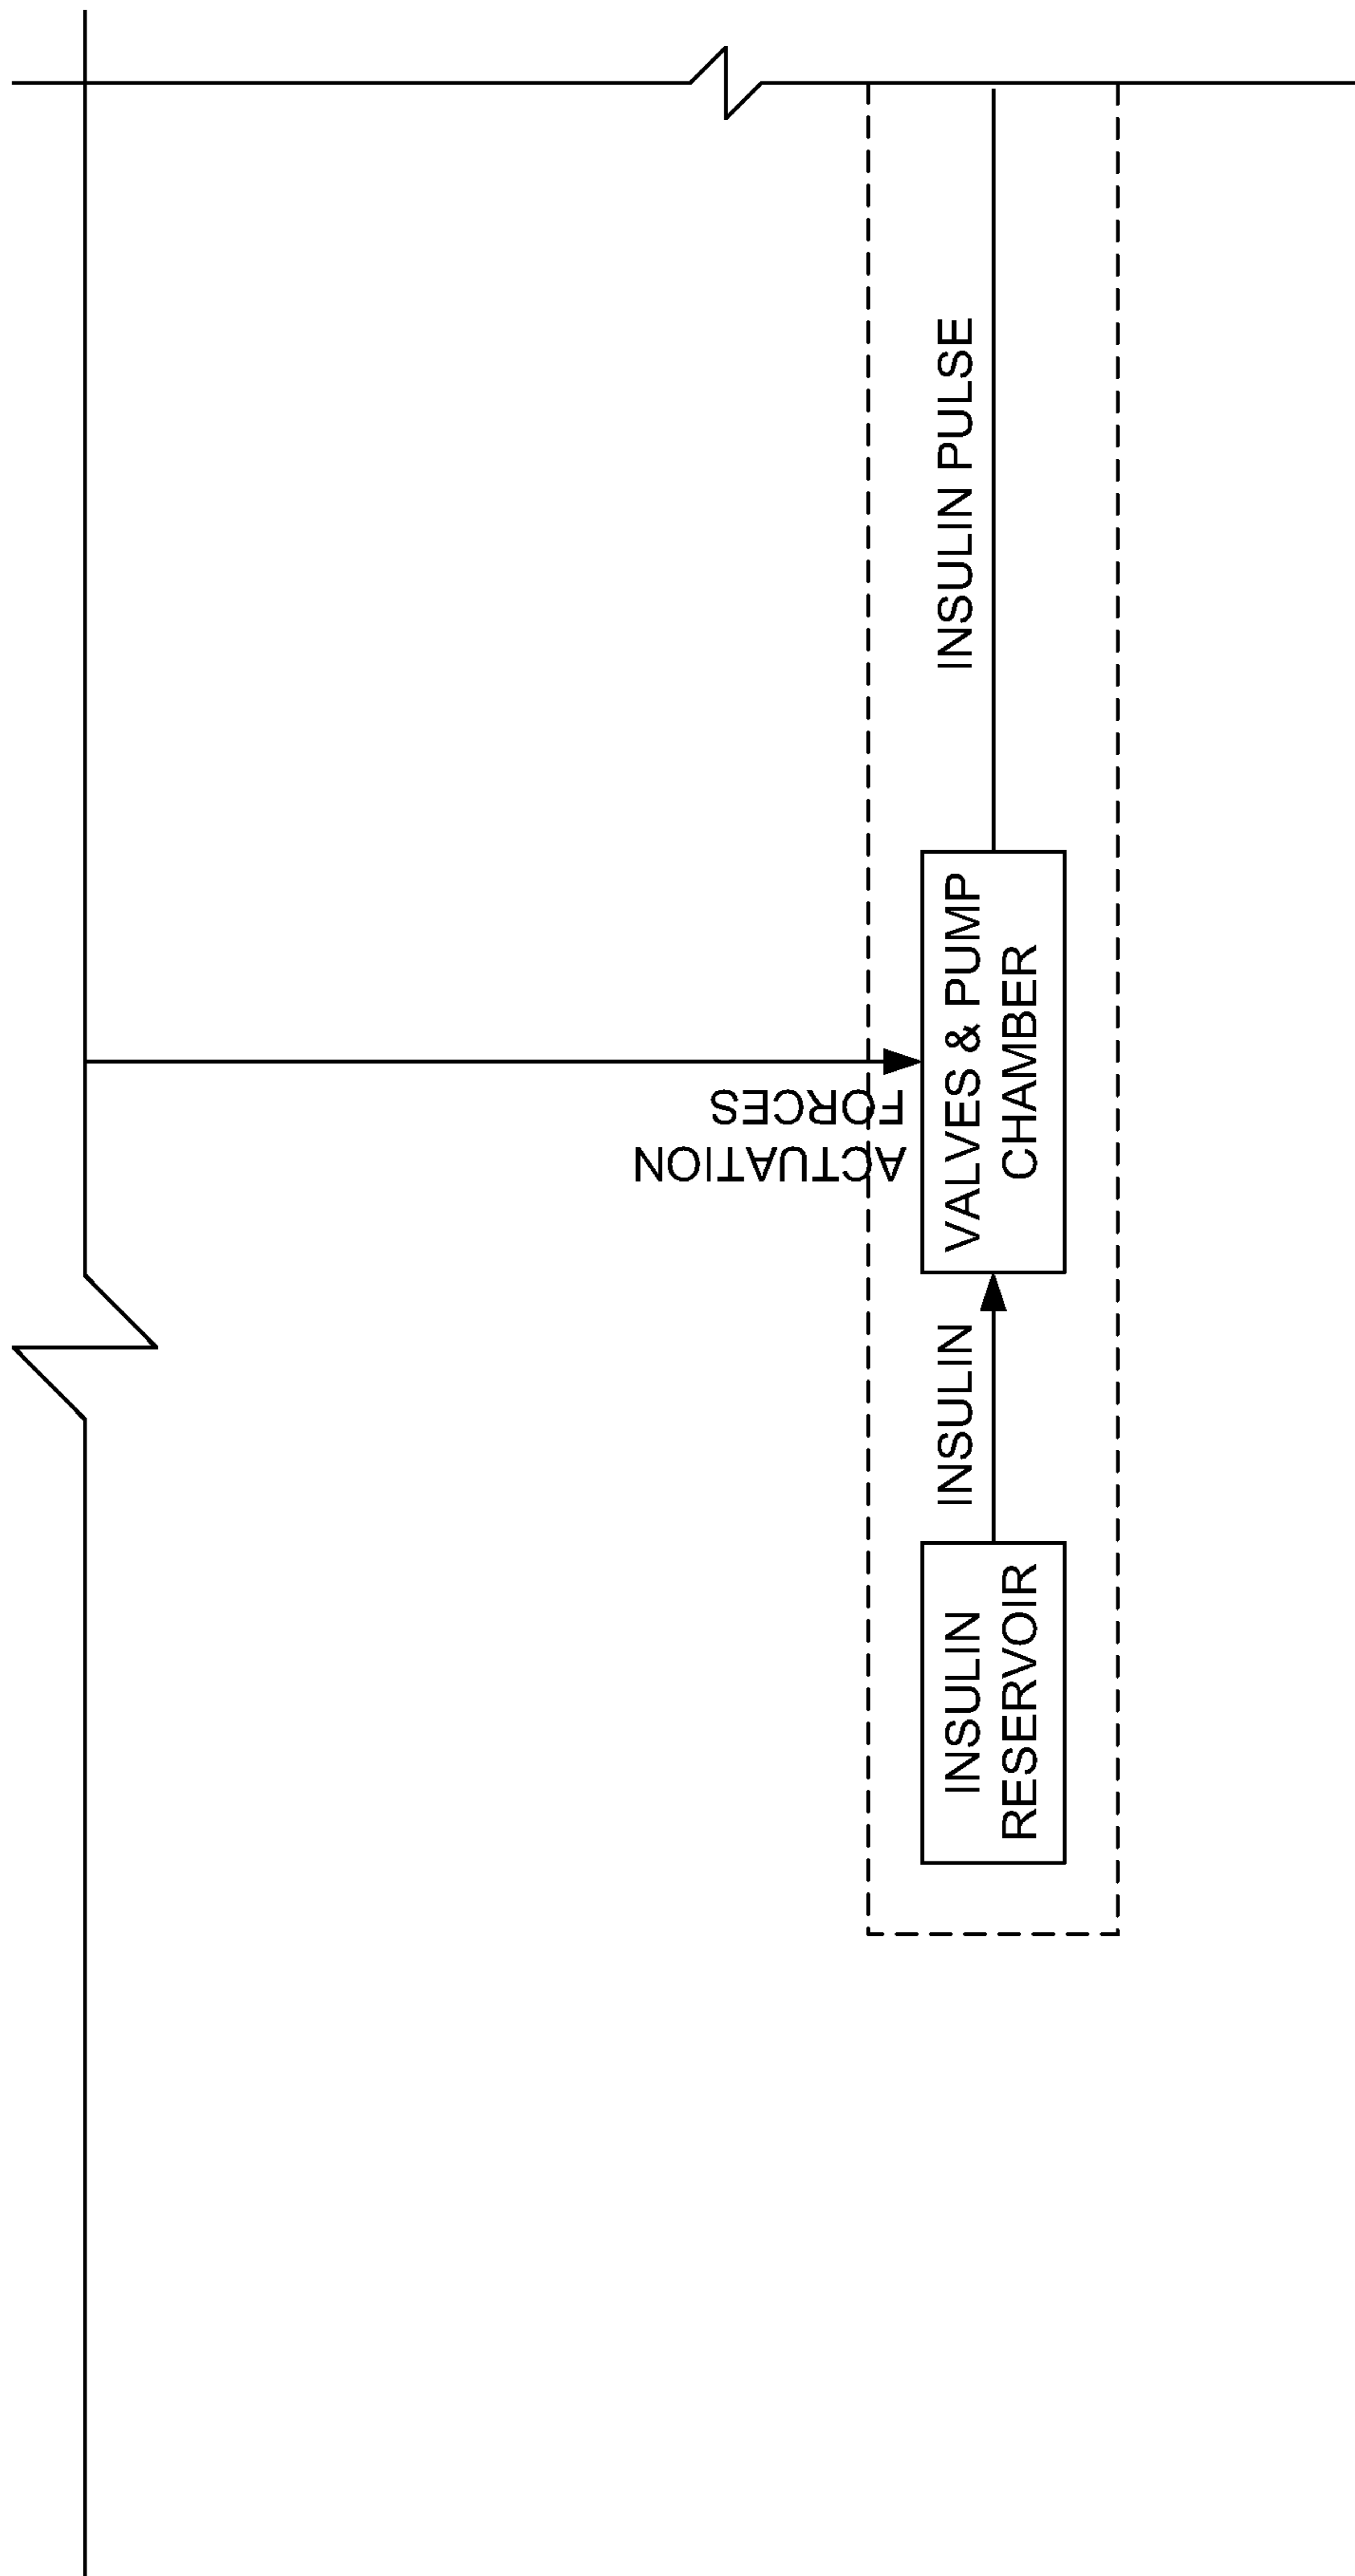 ACTUATION
FORCES
INSULIN
RESERVOIR
INSULIN
VALVES & PUMP
CHAMBER
INSULIN PULSE